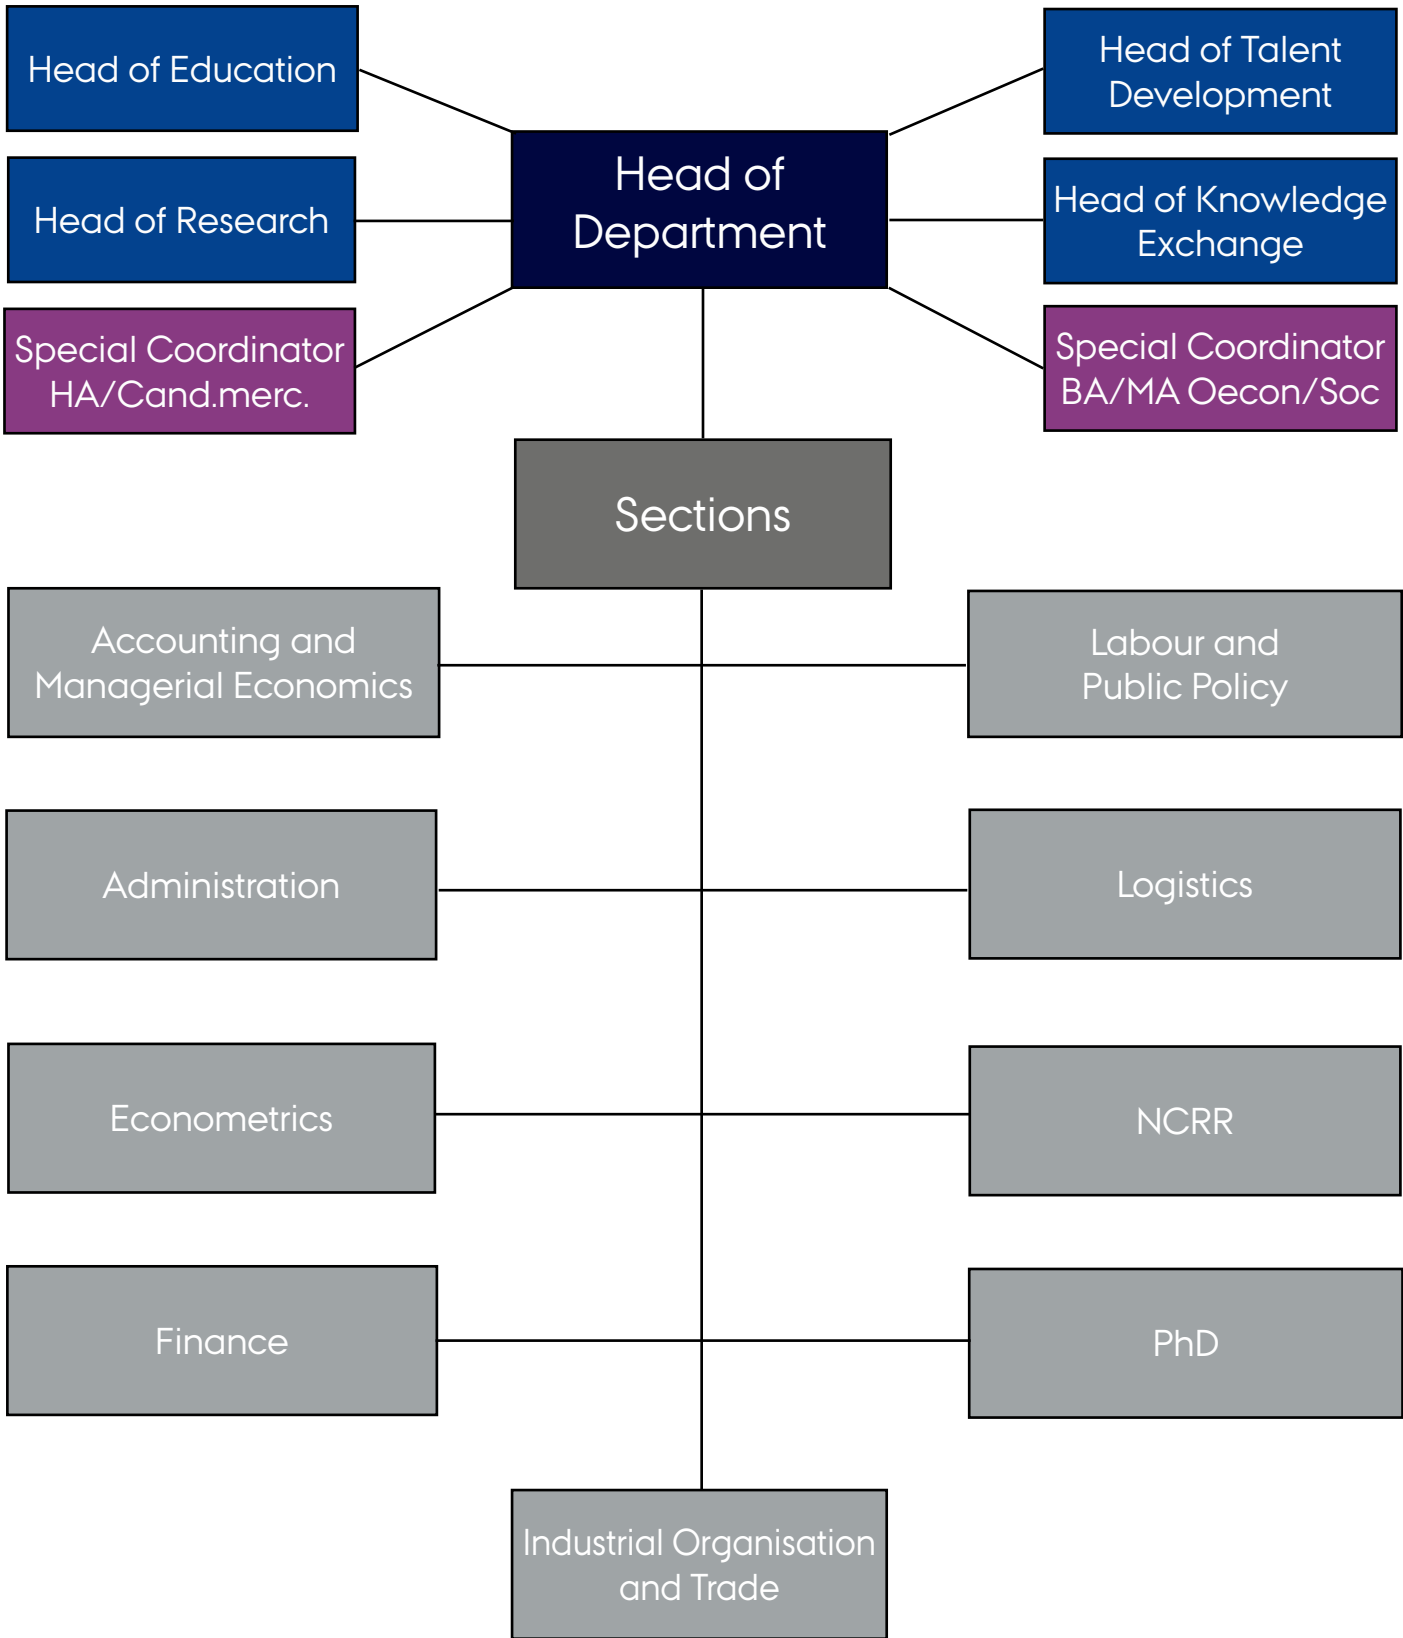 Head of Education
Head of Talent
Development
Head of
Department
Head of Research
Head of Knowledge
Exchange
Special Coordinator
HA/Cand.merc.
Special Coordinator
BA/MA Oecon/Soc
Sections
Accounting and
Managerial Economics
Labour and
Public Policy
Administration
Logistics
Econometrics
NCRR
Finance
PhD
Industrial Organisation
and Trade